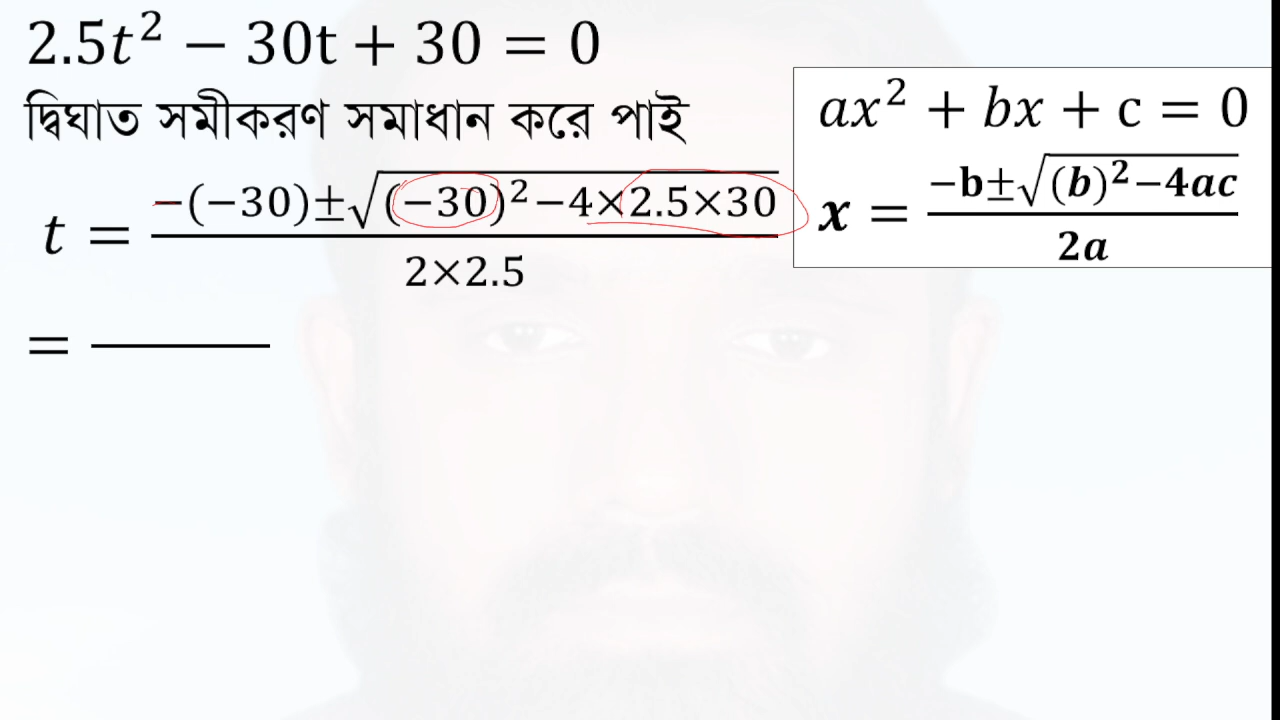 2.5t² − 30t + 30 = 0
দ্বিঘাত সমীকরণ সমাধান করে পাই
t = −(−30)±√(−30)²−4×2.5×30 / 2×2.5
=
ax² + bx + c = 0
x = −b±√(b)²−4ac / 2a